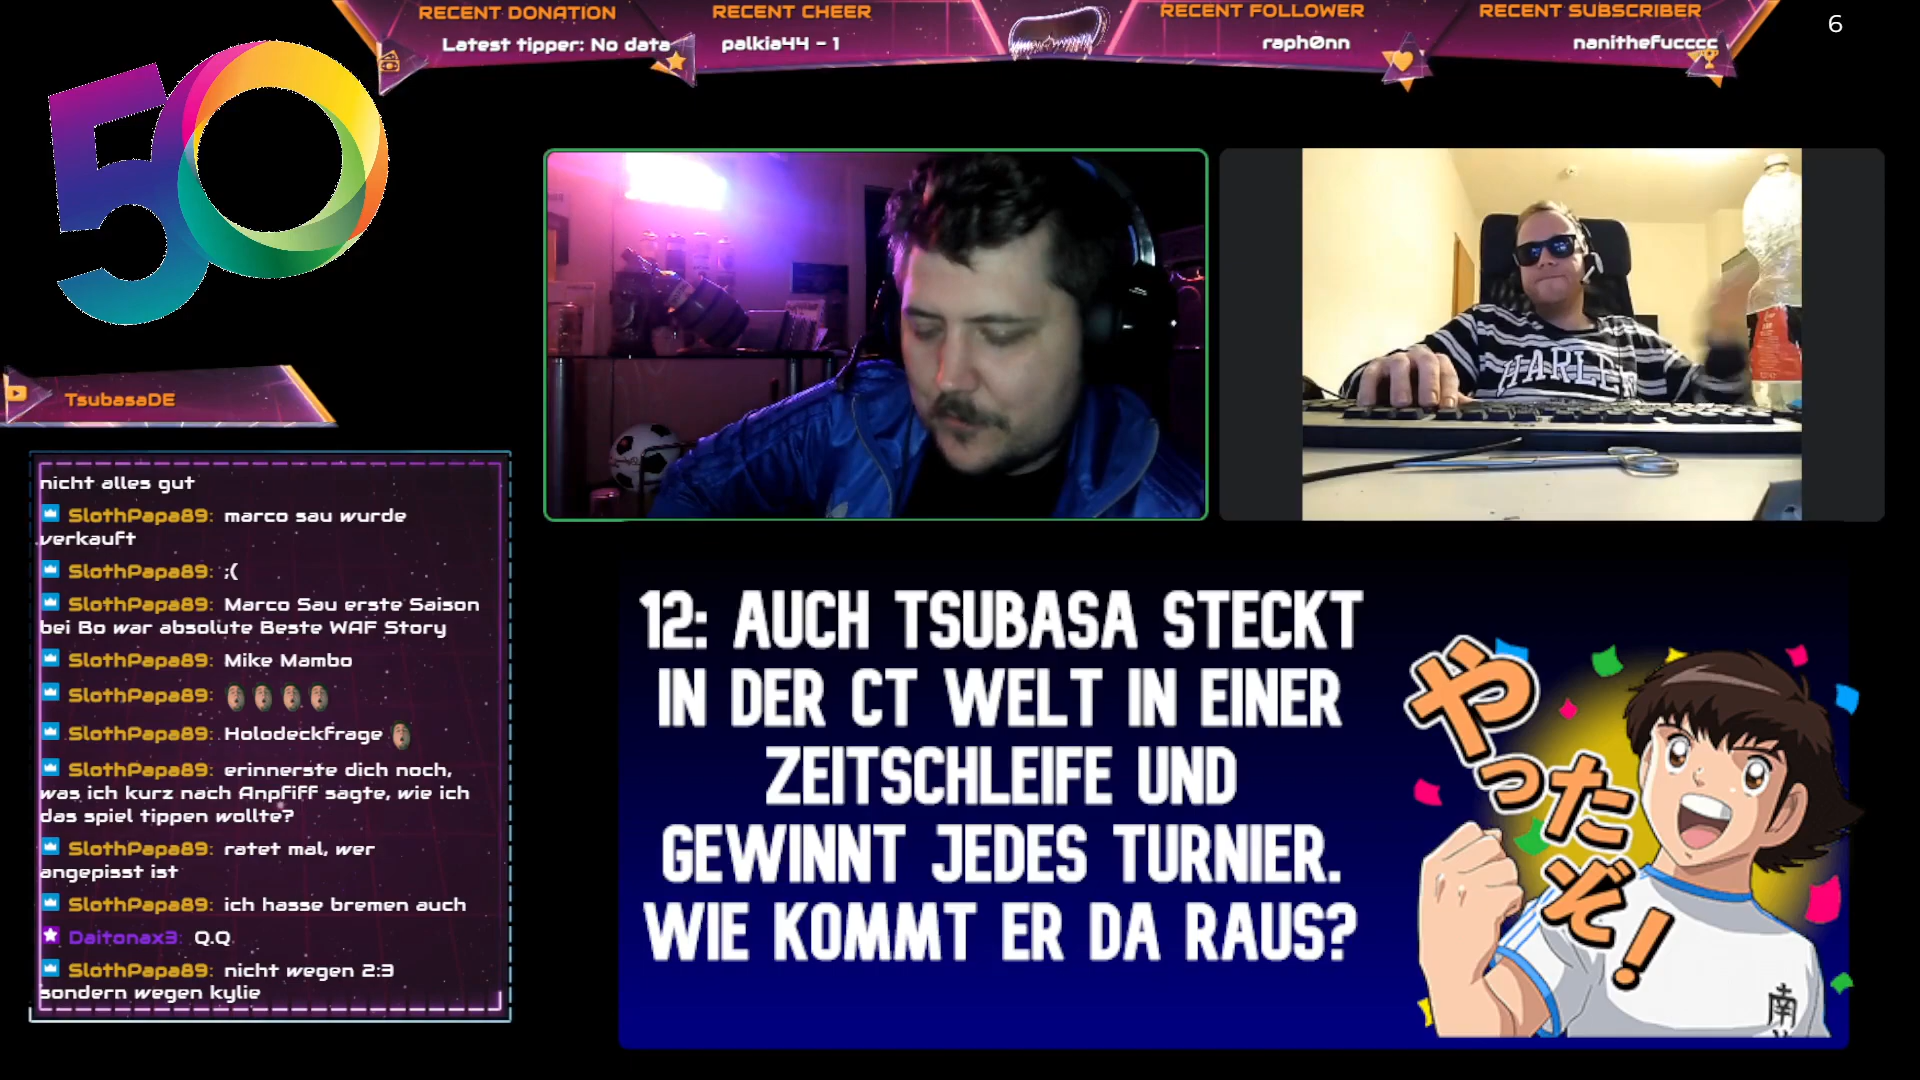 RECENT DONATION
Latest tipper: No data
RECENT CHEER
palkia44 - 1
RECENT FOLLOWER
raph0nn
RECENT SUBSCRIBER
nanithefucccc
6
50
TsubasaDE
nicht alles gut
SlothPapa89: marco sau wurde
verkauft
SlothPapa89: ;(
SlothPapa89: Marco Sau erste Saison
bei Bo war absolute Beste WAF Story
SlothPapa89: Mike Mambo
SlothPapa89:
SlothPapa89: Holodeckfrage
SlothPapa89: erinnerste dich noch,
was ich kurz nach Anpfiff sagte, wie ich
das spiel tippen wollte?
SlothPapa89: ratet mal, wer
angepisst ist
SlothPapa89: ich hasse bremen auch
Daitonax3: Q.Q
SlothPapa89: nicht wegen 2:3
sondern wegen kylie
HARLE
12: AUCH TSUBASA STECKT
IN DER CT WELT IN EINER
ZEITSCHLEIFE UND
GEWINNT JEDES TURNIER.
WIE KOMMT ER DA RAUS?
やったぞ!
南